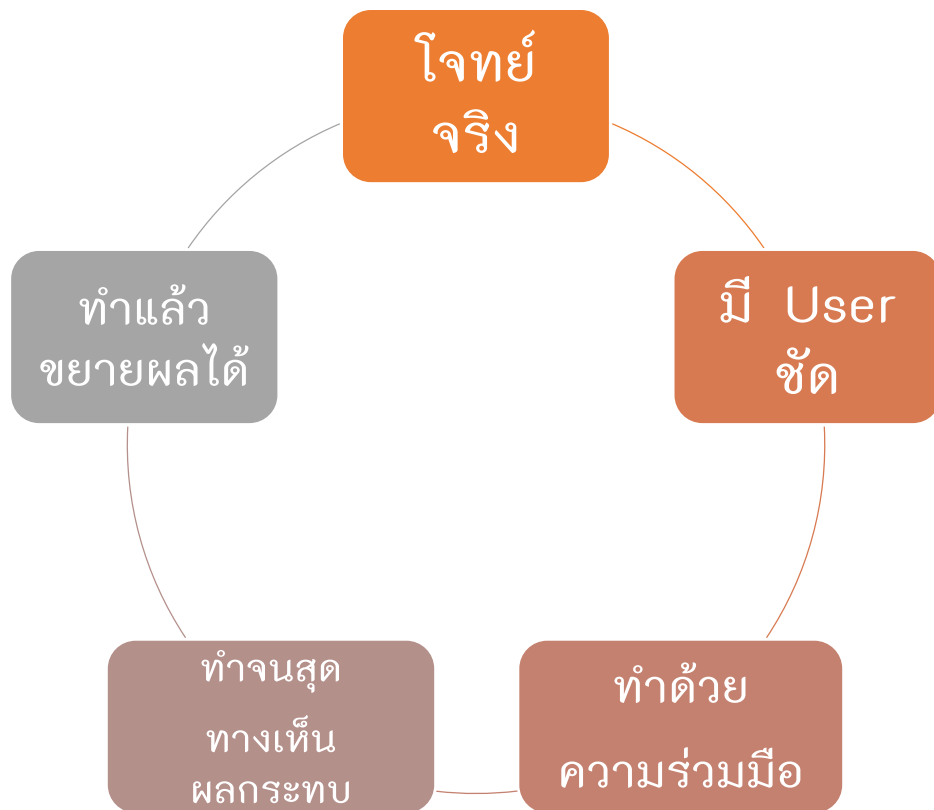 โจทย์
จริง
มี User
ชัด
ทำด้วย
ความร่วมมือ
ทำจนสุด
ทางเห็น
ผลกระทบ
ทำแล้ว
ขยายผลได้